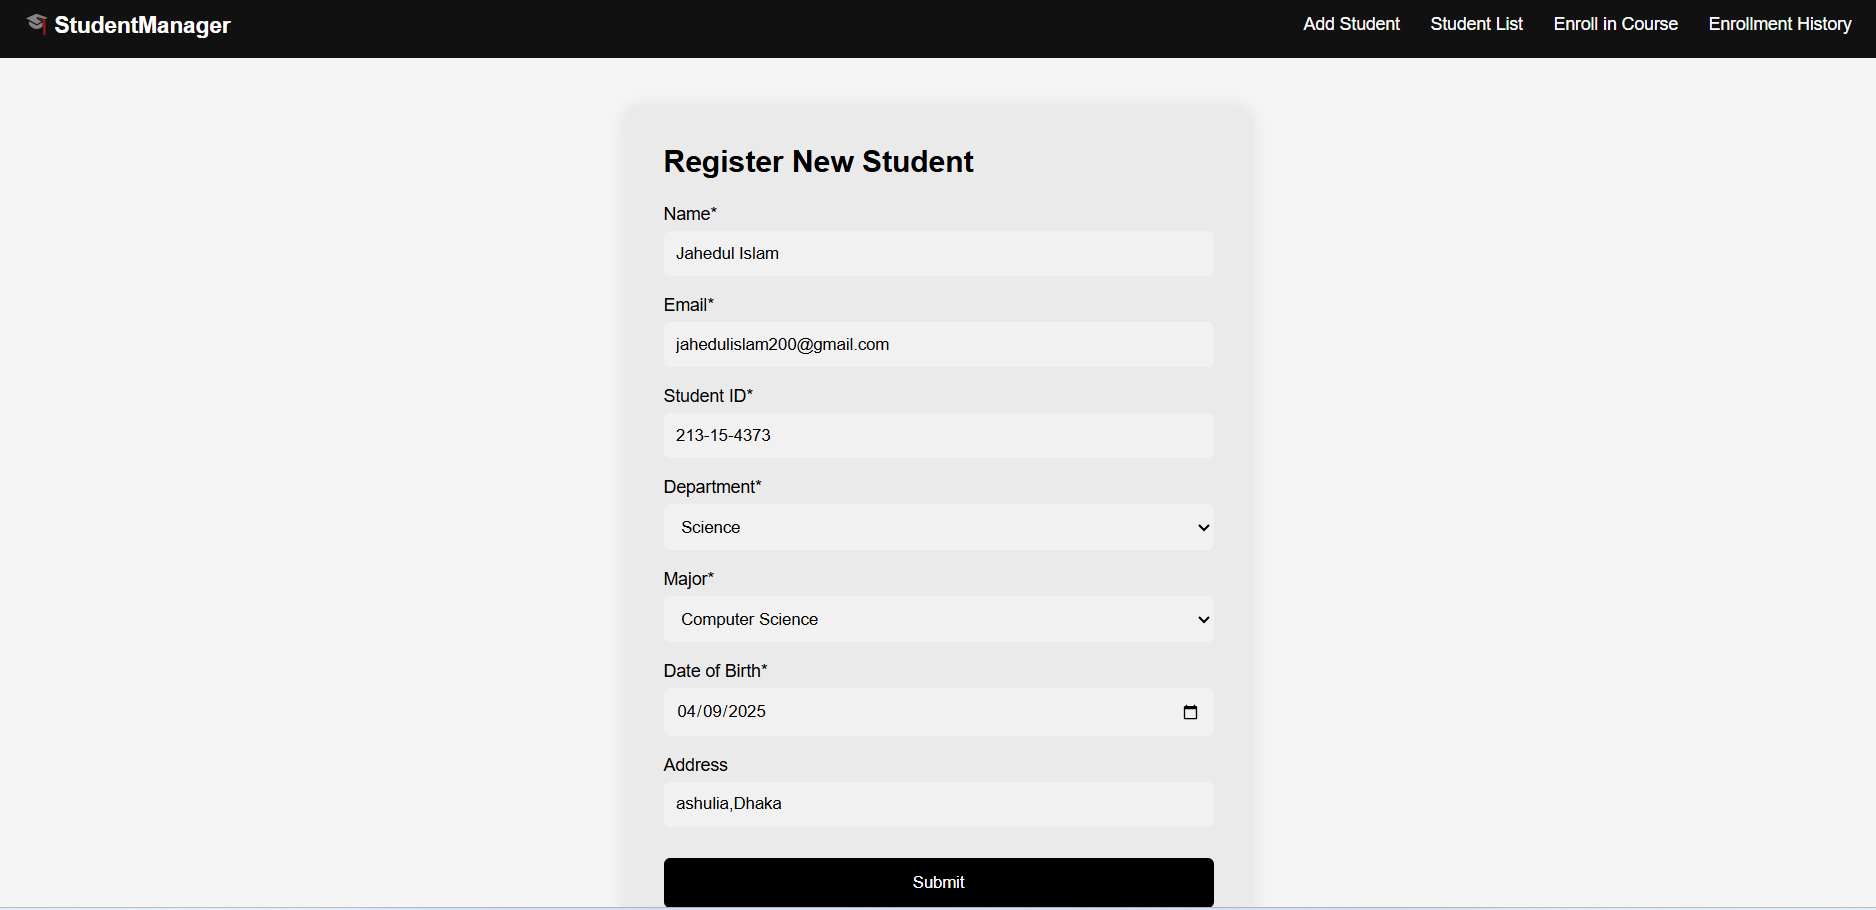 StudentManager
Add Student Student List Enroll in Course Enrollment History
Register New Student
Name*
Jahedul Islam
Email*
jahedulislam200@gmail.com
Student ID*
213-15-4373
Department*
Science
Major*
Computer Science
Date of Birth*
04/09/2025
Address
ashulia,Dhaka
Submit